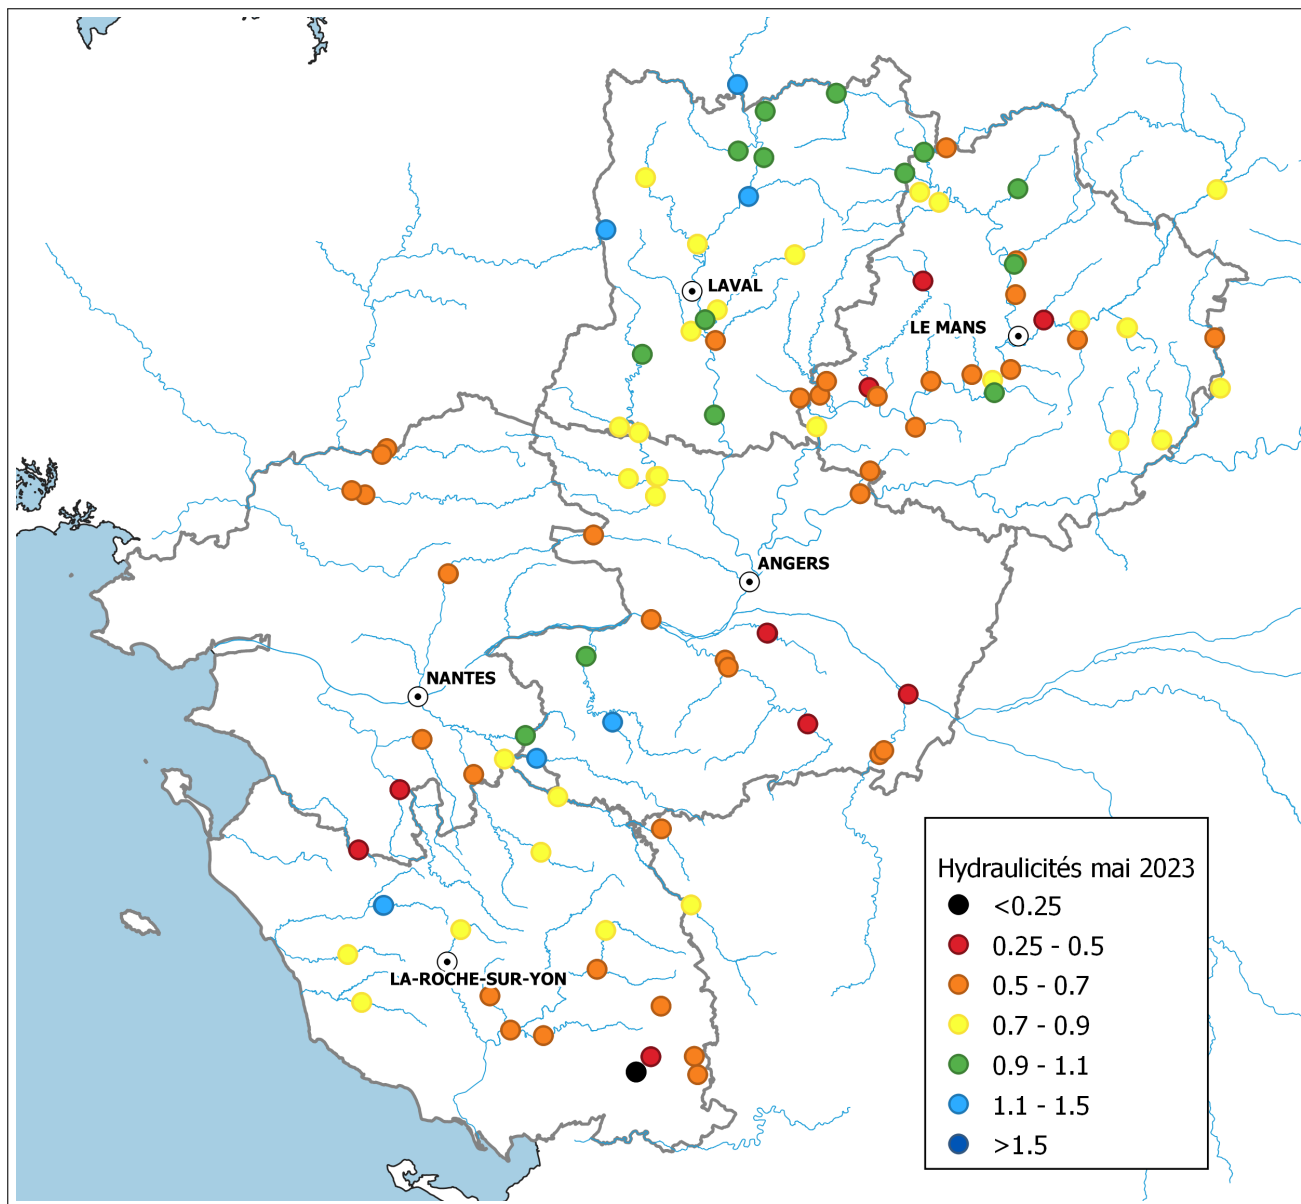 LAVAL
LE MANS
ANGERS
NANTES
LA-ROCHE-SUR-YON
Hydraulicités mai 2023
<0.25
0.25 - 0.5
0.5 - 0.7
0.7 - 0.9
0.9 - 1.1
1.1 - 1.5
>1.5